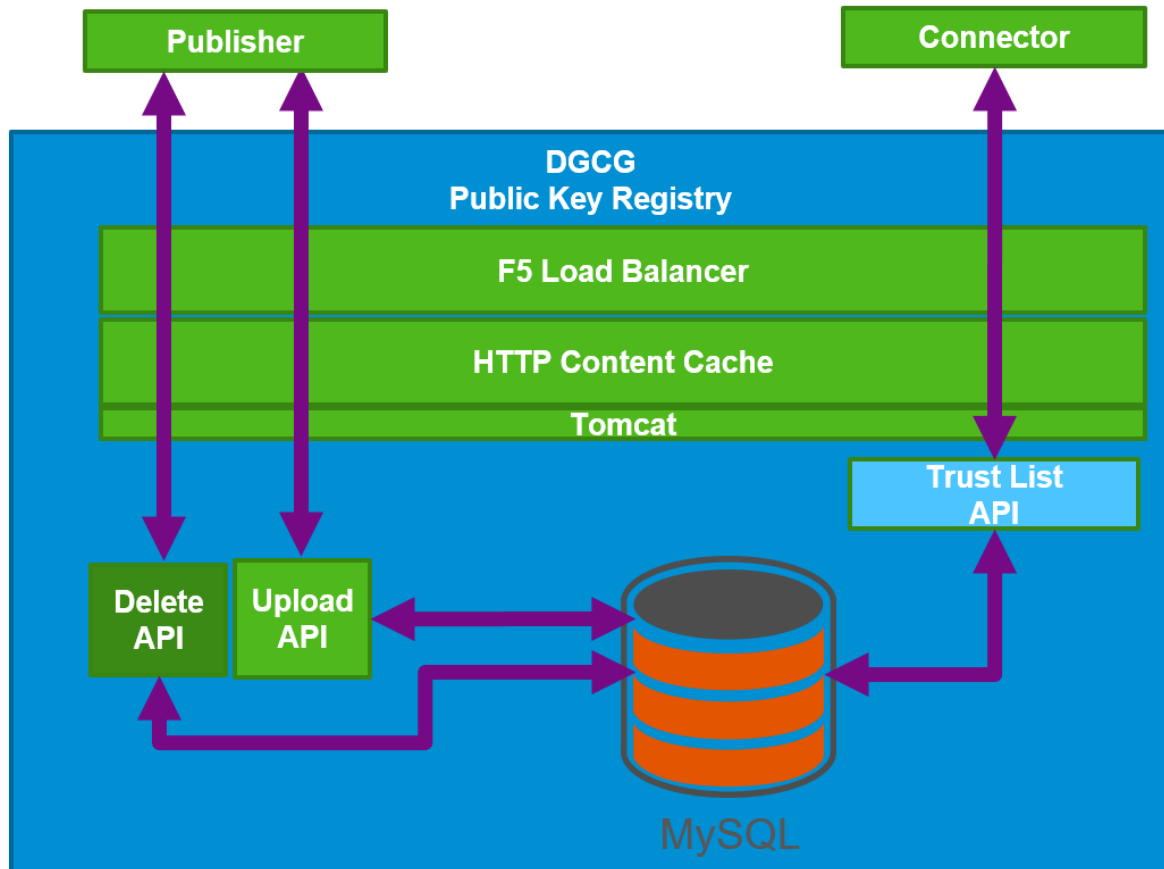 Publisher
Connector
DGCG
Public Key Registry
F5 Load Balancer
HTTP Content Cache
Tomcat
Trust List
API
Delete
API
Upload
API
MySQL